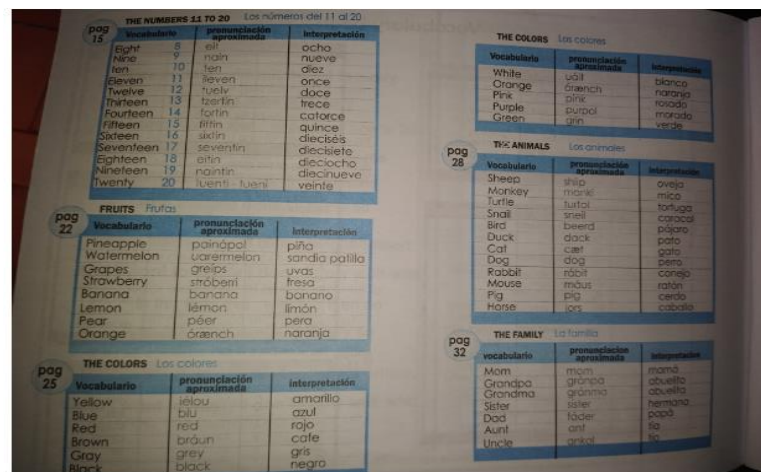 THE NUMBERS 11 TO 20 Los números del 11 al 20
pag 15
Vocabulario pronunciación aproximada interpretación
Eight 8 eit ocho
Nine 9 nain nueve
Ten 10 ten diez
Eleven 11 ileven once
Twelve 12 tuelv doce
Thirteen 13 tzertin trece
Fourteen 14 fortin catorce
Fifteen 15 fiftin quince
Sixteen 16 sixtin dieciséis
Seventeen 17 seventin diecisiete
Eighteen 18 eitin dieciocho
Nineteen 19 naintin diecinueve
Twenty 20 tuenti - tueni veinte
FRUITS Frutas
pag 22
Vocabulario pronunciación aproximada interpretación
Pineapple painápol piña
Watermelon uarermelon sandia patilla
Grapes greips uvas
Strawberry stróberri fresa
Banana banana banano
Lemon lémon limón
Pear péer pera
Orange órænch naranja
THE COLORS Los colores
pag 25
Vocabulario pronunciación aproximada interpretación
Yellow iélou amarillo
Blue blu azul
Red red rojo
Brown bráun cafe
Gray grey gris
Black black negro
THE COLORS Los colores
Vocabulario pronunciación aproximada interpretación
White uáit blanco
Orange órænch naranja
Pink pink rosado
Purple purpol morado
Green grin verde
THE ANIMALS Los animales
pag 28
Vocabulario pronunciación aproximada interpretación
Sheep shiip oveja
Monkey monki mico
Turtle turtol tortuga
Snail sneil caracol
Bird beerd pájaro
Duck dack pato
Cat cæt gato
Dog dog perro
Rabbit rábit conejo
Mouse máus ratón
Pig pig cerdo
Horse jors caballo
THE FAMILY La familia
pag 32
vocabulario pronunciación aproximada interpretación
Mom mom mamá
Grandpa gránpa abuelito
Grandma gránma abuelita
Sister sister hermana
Dad fáder papá
Aunt ant tía
Uncle ankol tío